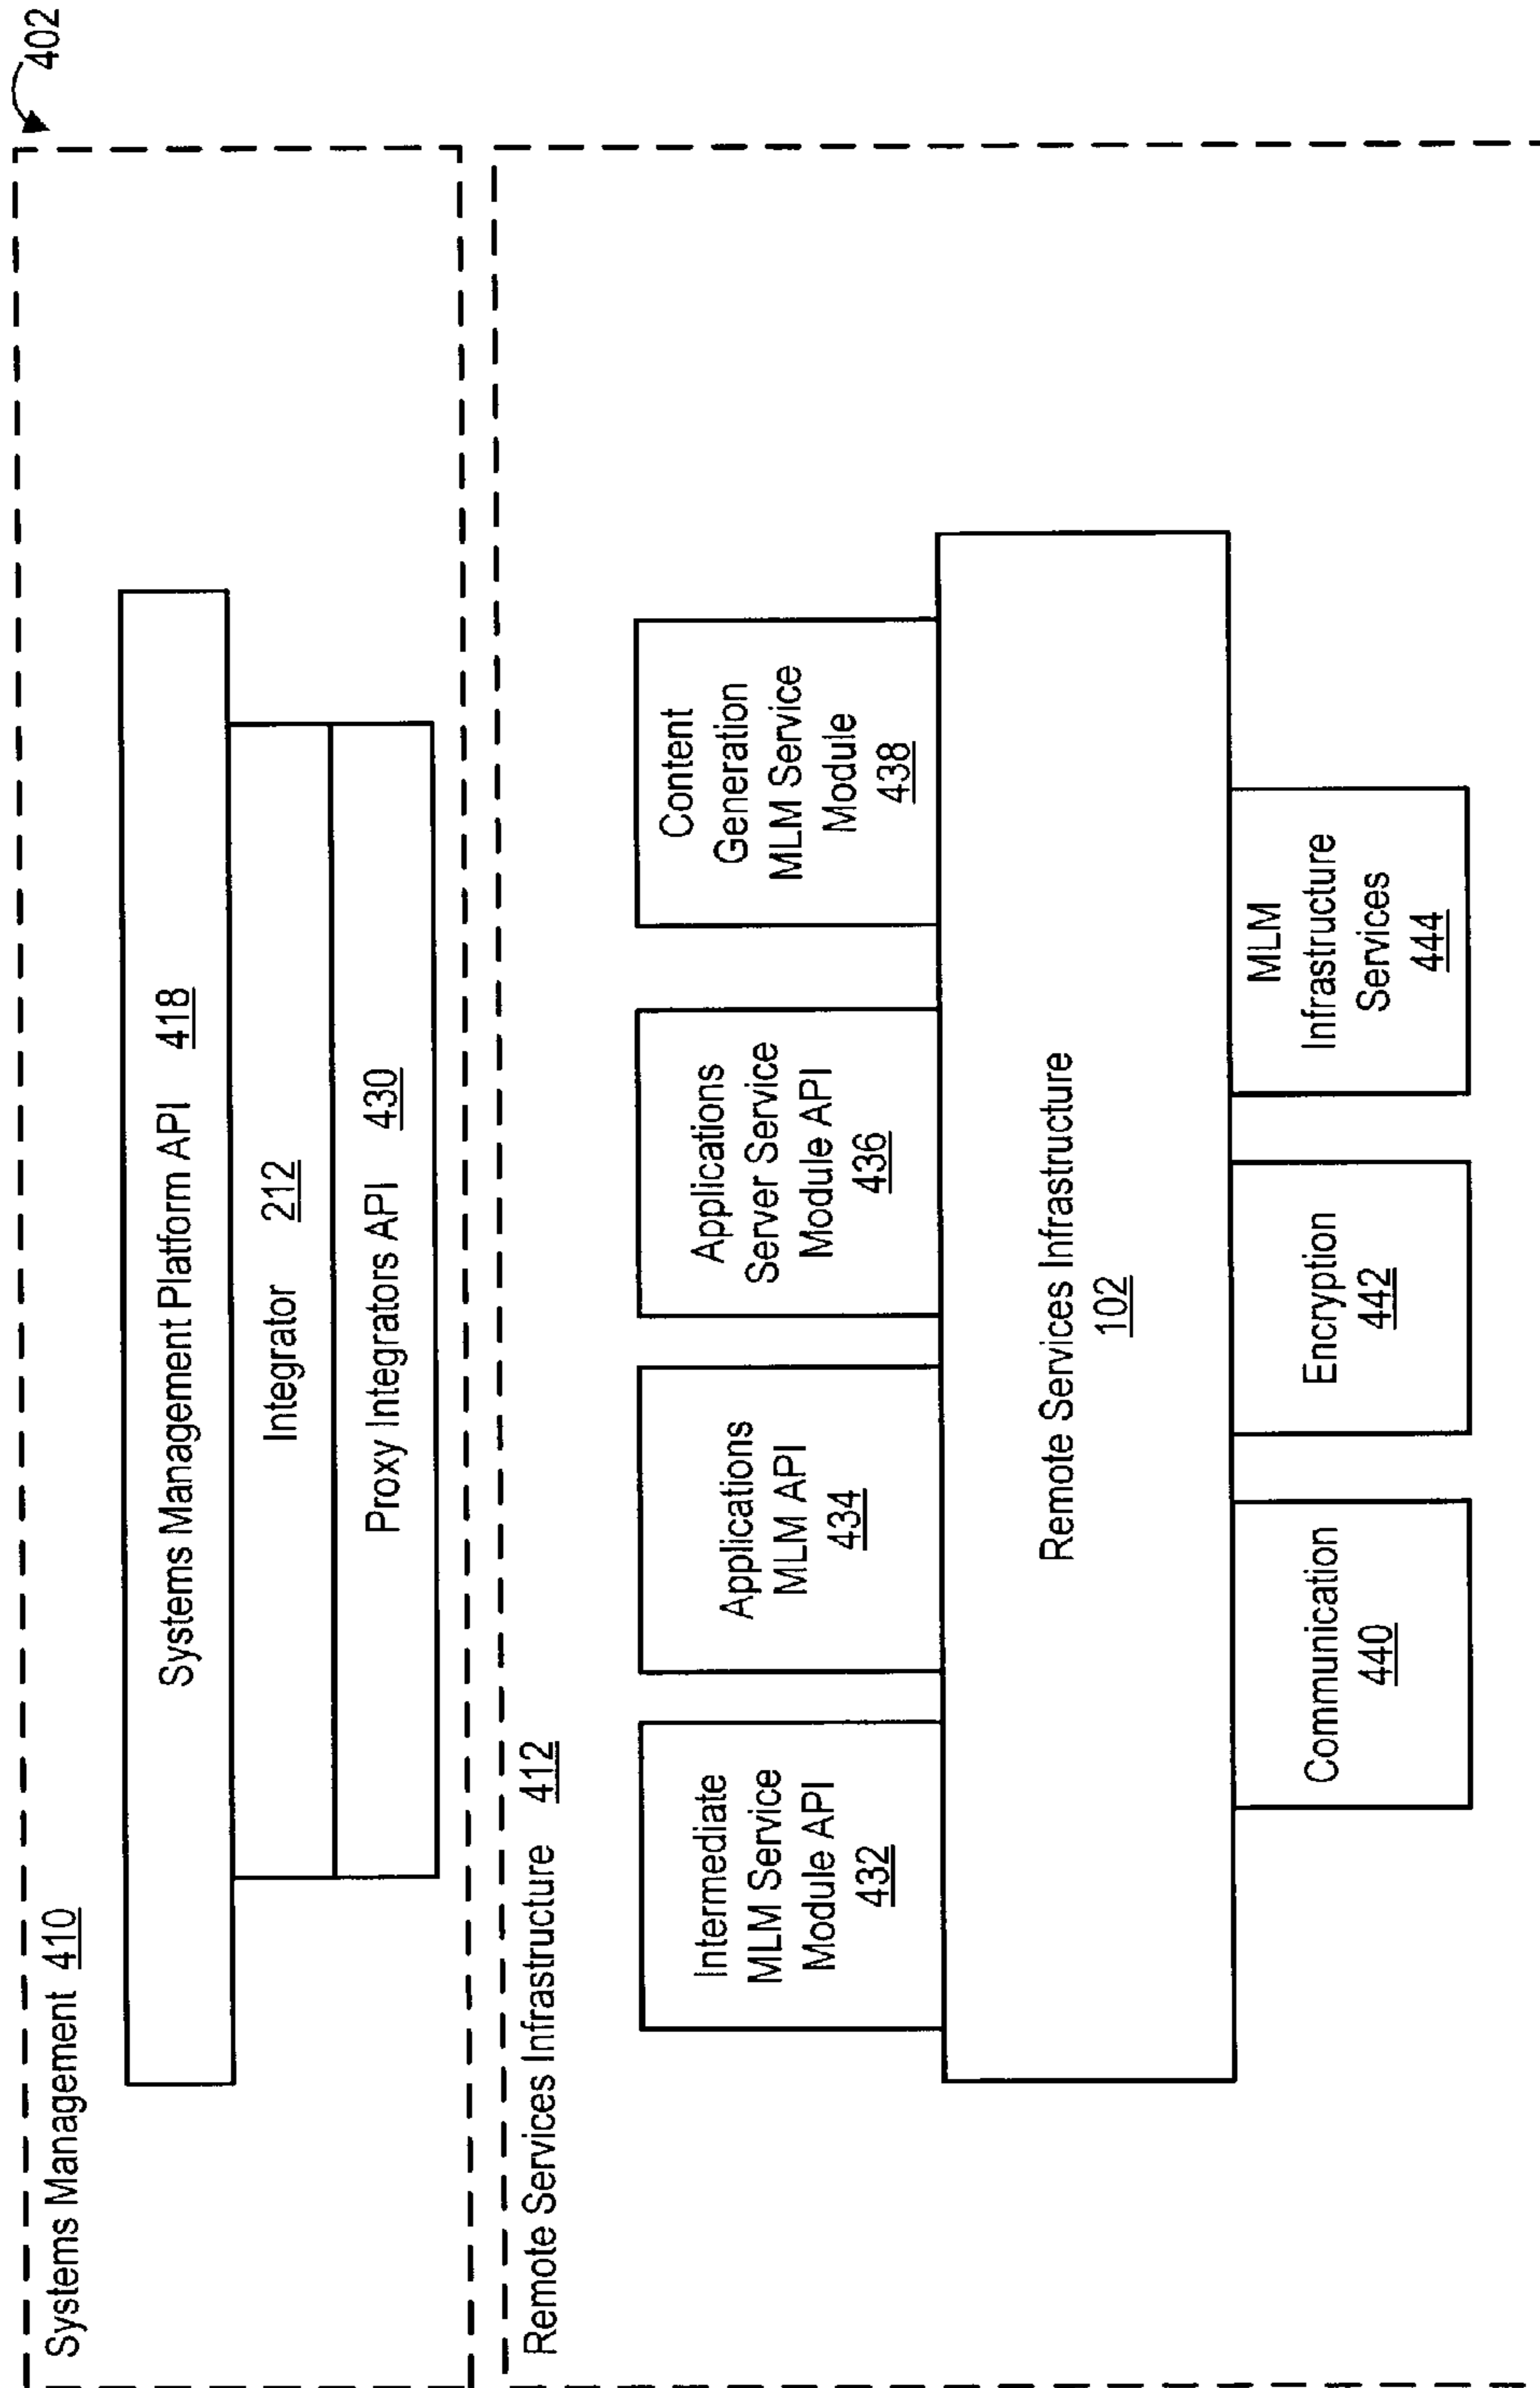 402
Systems Management 410
Systems Management Platform API 418
Integrator 212
Proxy Integrators API 430
Remote Services Infrastructure 412
Intermediate
MLM Service
Module API
432
Applications
MLM API
434
Applications
Server Service
Module API
436
Content
Generation
MLM Service
Module
438
Remote Services Infrastructure
102
Communication
440
Encryption
442
MLM
Infrastructure
Services
444